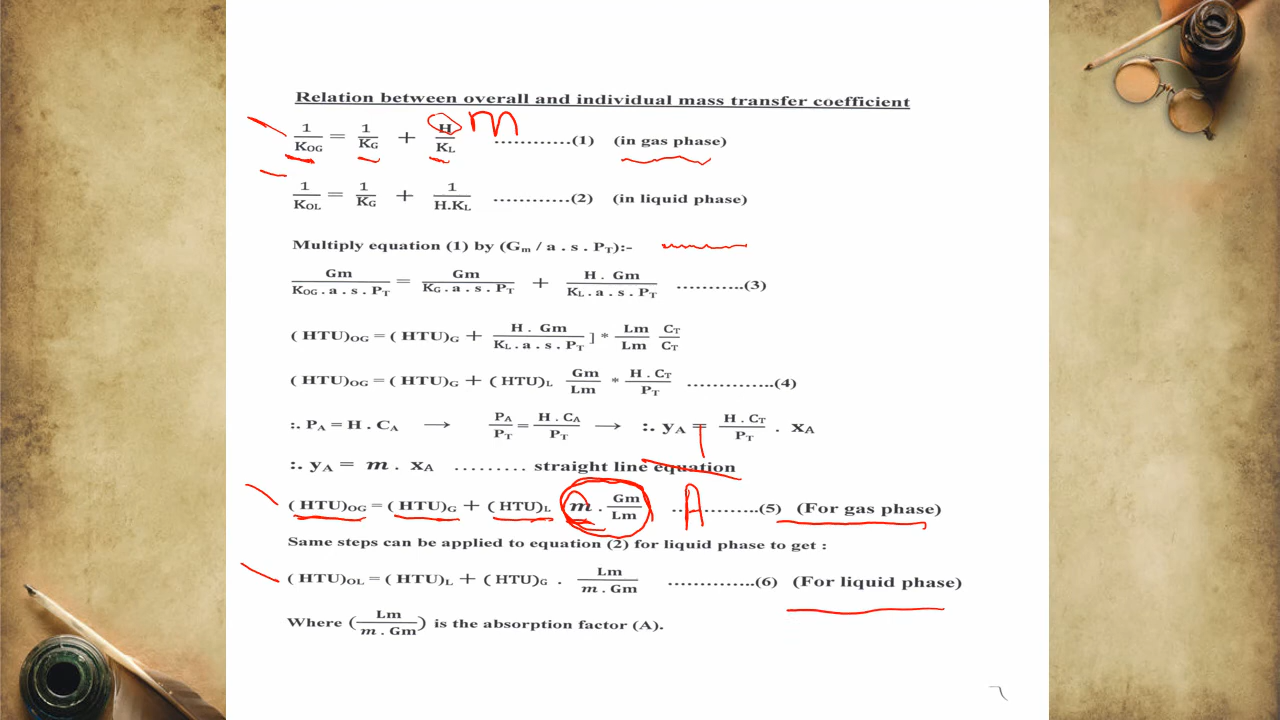 Relation between overall and individual mass transfer coefficient
1/K_OG = 1/K_G + H/K_L m ............(1) (in gas phase)
1/K_OL = 1/K_G + 1/H.K_L ............(2) (in liquid phase)
Multiply equation (1) by (G_m / a . s . P_T):-
Gm/K_OG . a . s . P_T = Gm/K_G . a . s . P_T + H . Gm/K_L . a . s . P_T ...........(3)
( HTU)_OG = ( HTU)_G + H . Gm/K_L . a . s . P_T ] * Lm/Lm C_T/C_T
( HTU)_OG = ( HTU)_G + ( HTU)_L Gm/Lm * H . C_T/P_T .............(4)
:. P_A = H . C_A → P_A/P_T = H . C_A/P_T → :. y_A = H . C_T/P_T . x_A
:. y_A = m . x_A ......... straight line equation
( HTU)_OG = ( HTU)_G + ( HTU)_L m . Gm/Lm A ...........(5) (For gas phase)
Same steps can be applied to equation (2) for liquid phase to get :
( HTU)_OL = ( HTU)_L + ( HTU)_G . Lm/m . Gm .............(6) (For liquid phase)
Where (Lm/m . Gm) is the absorption factor (A).